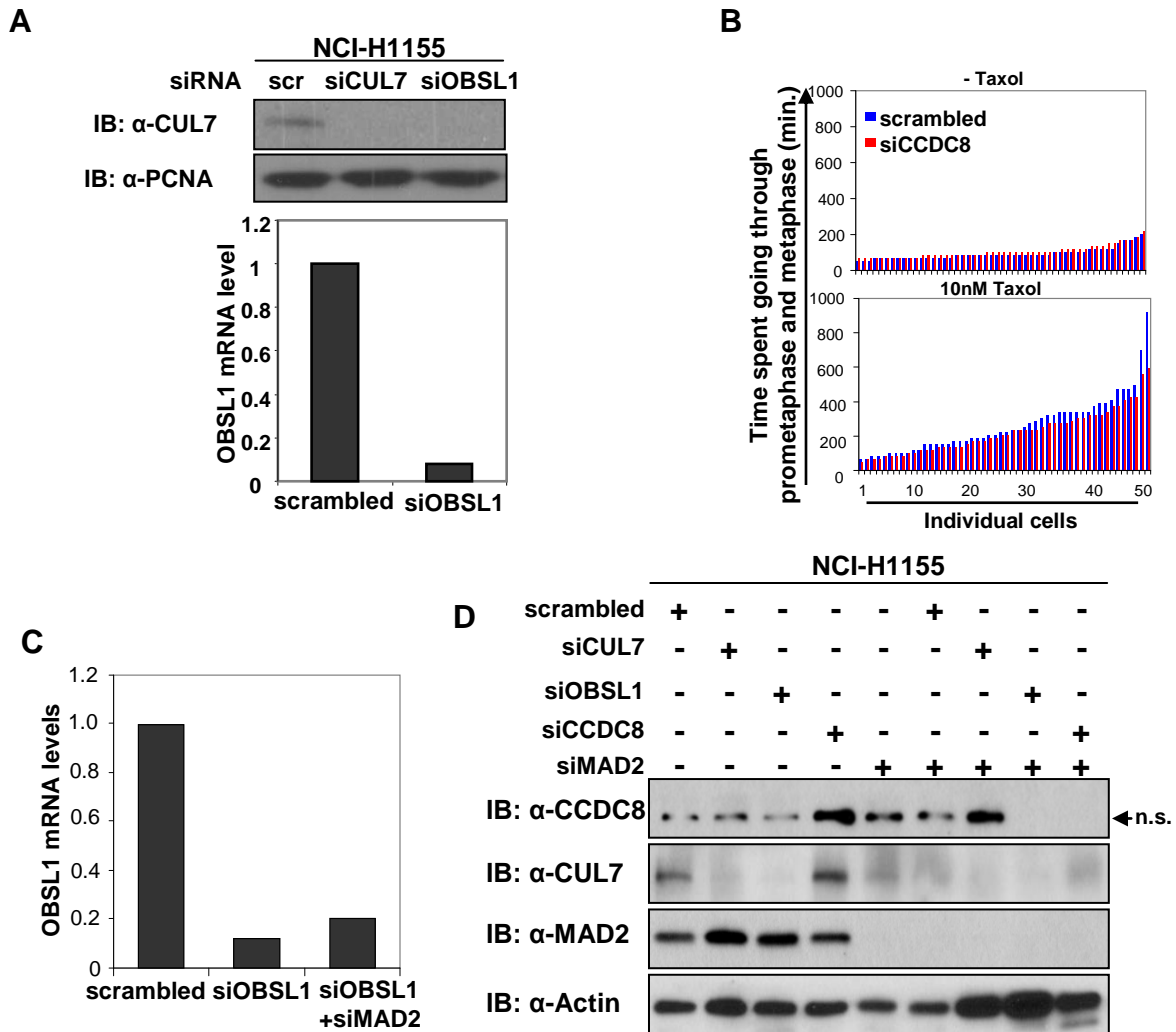 A
NCI-H1155
siRNA scr siCUL7 siOBSL1
IB: α-CUL7
IB: α-PCNA
OBSL1 mRNA level
1.2
1
0.8
0.6
0.4
0.2
0
scrambled siOBSL1
B
Time spent going through
prometaphase and metaphase (min.)
- Taxol
1000
800
600
400
200
0
scrambled
siCCDC8
10nM Taxol
1000
800
600
400
200
0
1 10 20 30 40 50
Individual cells
C
OBSL1 mRNA levels
1.2
1.0
0.8
0.6
0.4
0.2
0
scrambled siOBSL1 siOBSL1
+siMAD2
D
NCI-H1155
scrambled + - - - - + - - -
siCUL7 - + - - - - + - -
siOBSL1 - - + - - - - + -
siCCDC8 - - - + - - - - +
siMAD2 - - - - + + + + +
IB: α-CCDC8
n.s.
IB: α-CUL7
IB: α-MAD2
IB: α-Actin